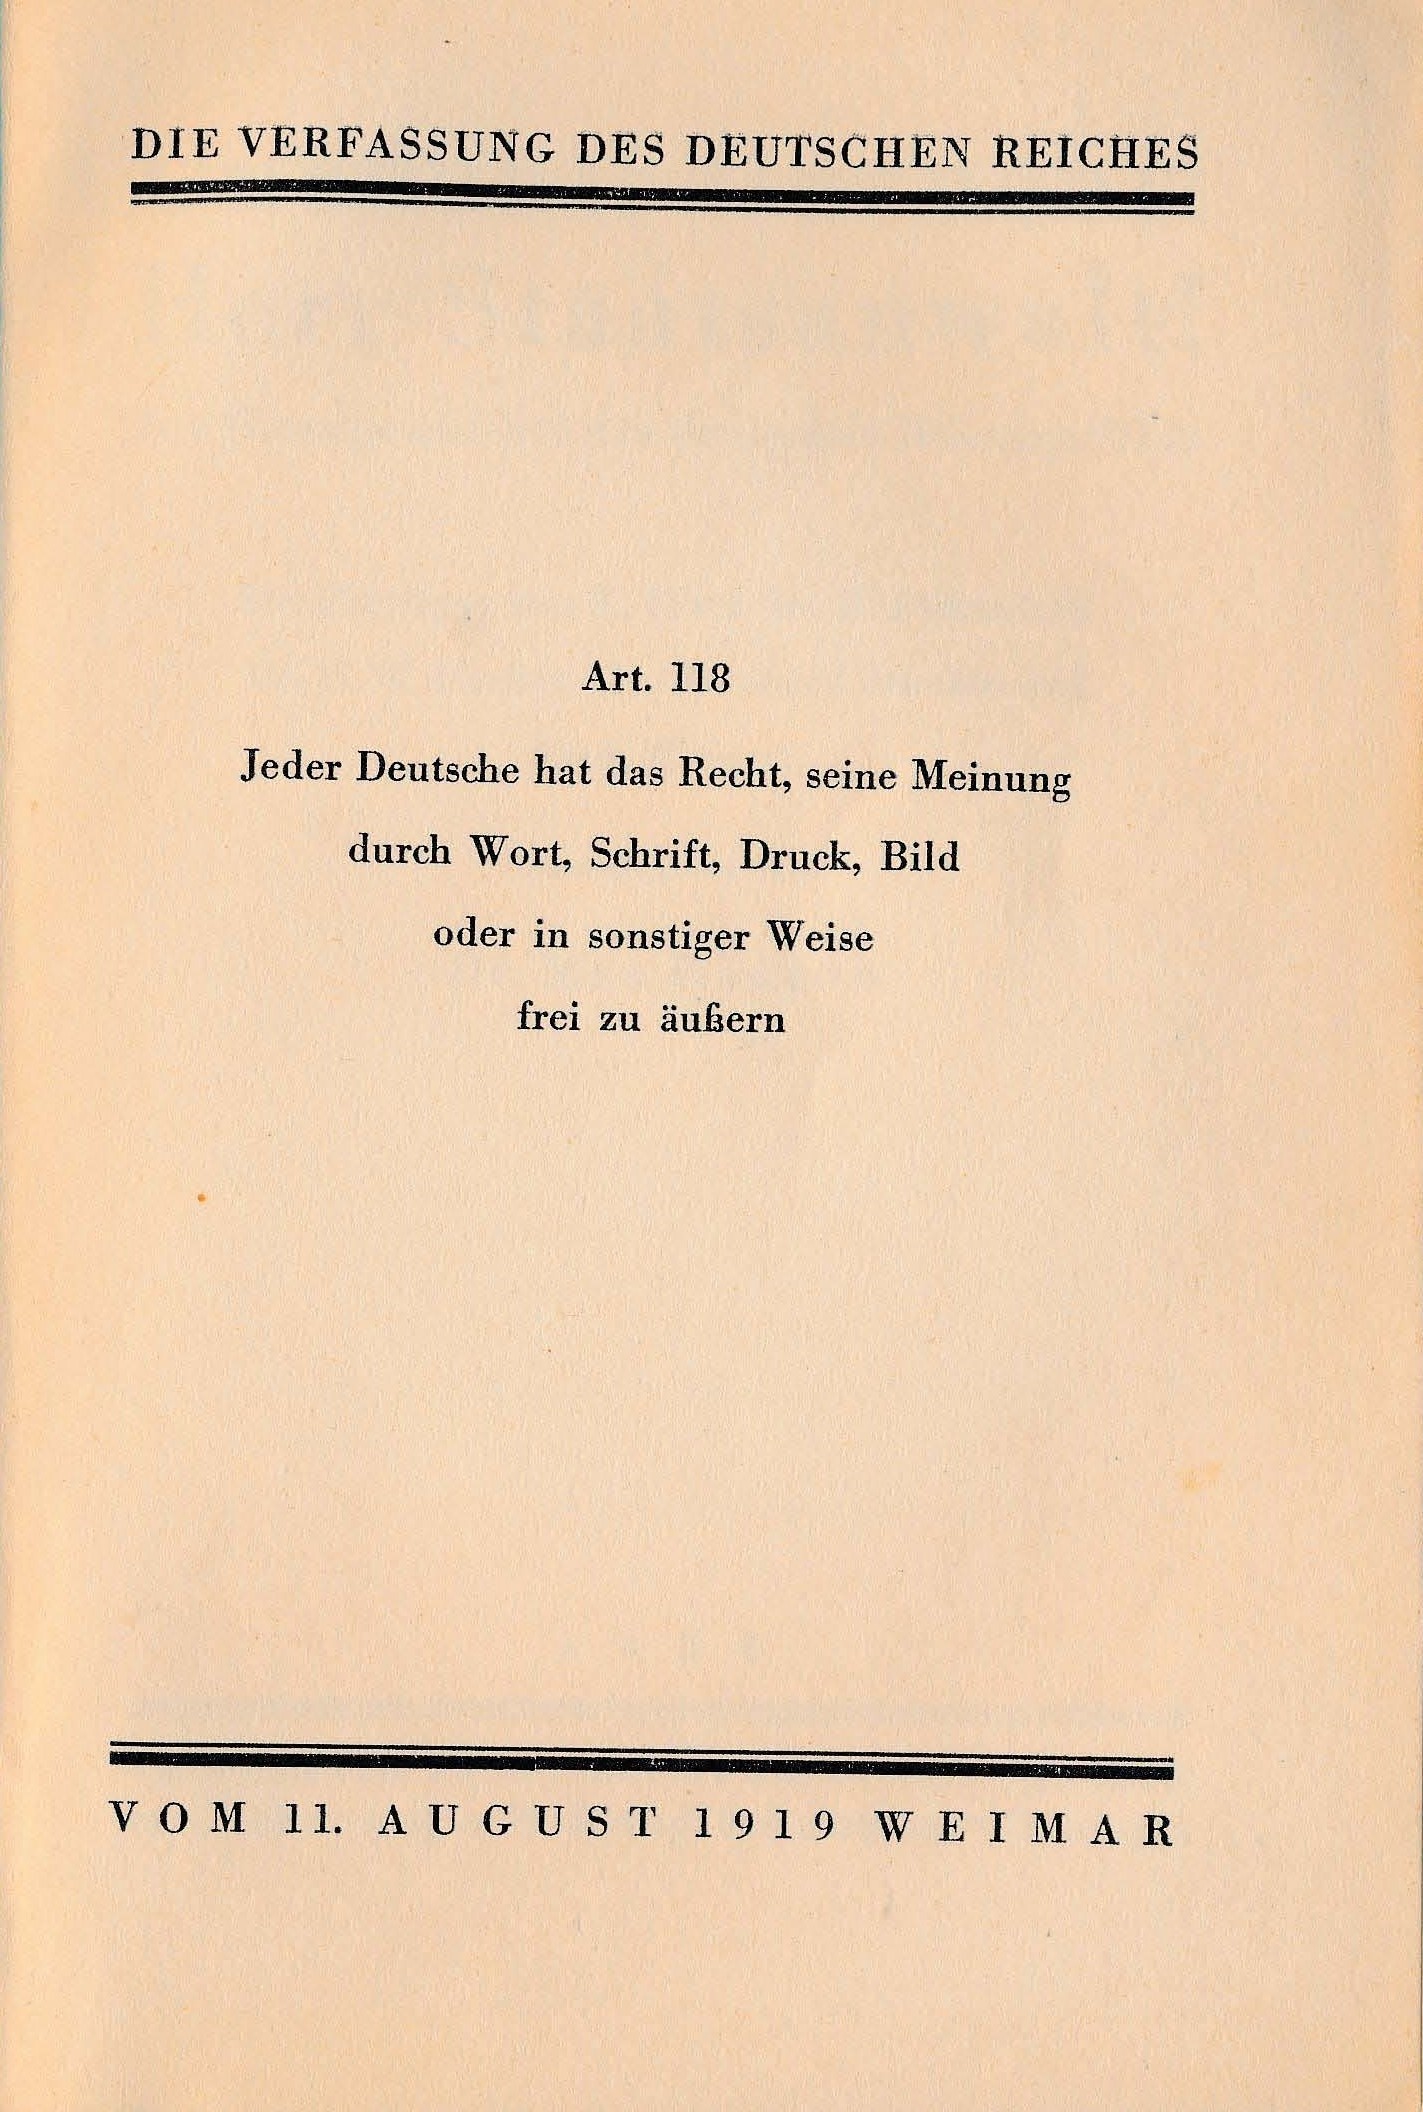 DIE VERFASSUNG DES DEUTSCHEN REICHES
Art. 118
Jeder Deutsche hat das Recht, seine Meinung
durch Wort, Schrift, Druck, Bild
oder in sonstiger Weise
frei zu äußern
VOM 11. AUGUST 1919 WEIMAR